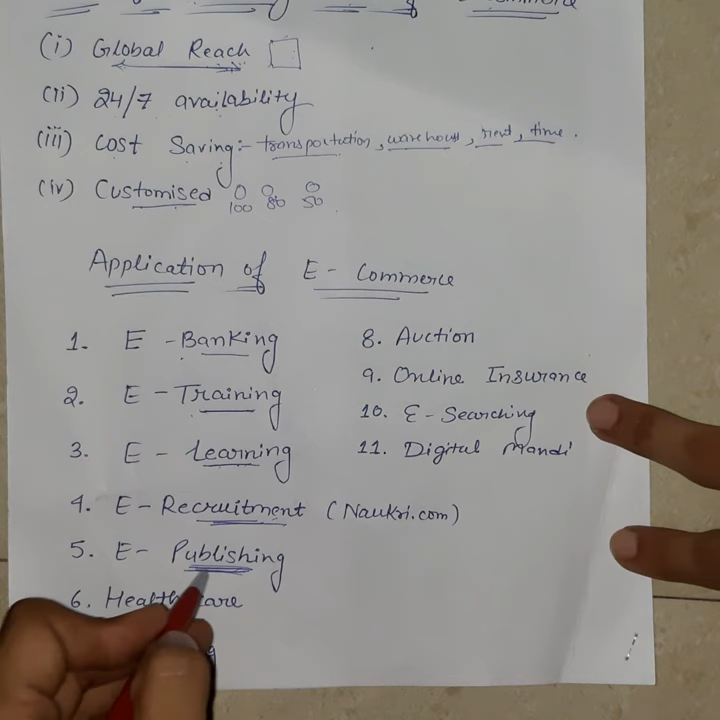 (i) Global Reach
(ii) 24/7 availability
(iii) Cost Saving:- transportation, warehouse, rent, time.
(iv) Customised
100 80 50
Application of E-Commerce
1. E-Banking
2. E-Training
3. E-Learning
4. E-Recruitment (Naukri.com)
5. E-Publishing
6. Health care
8. Auction
9. Online Insurance
10. E-Searching
11. Digital Mandi